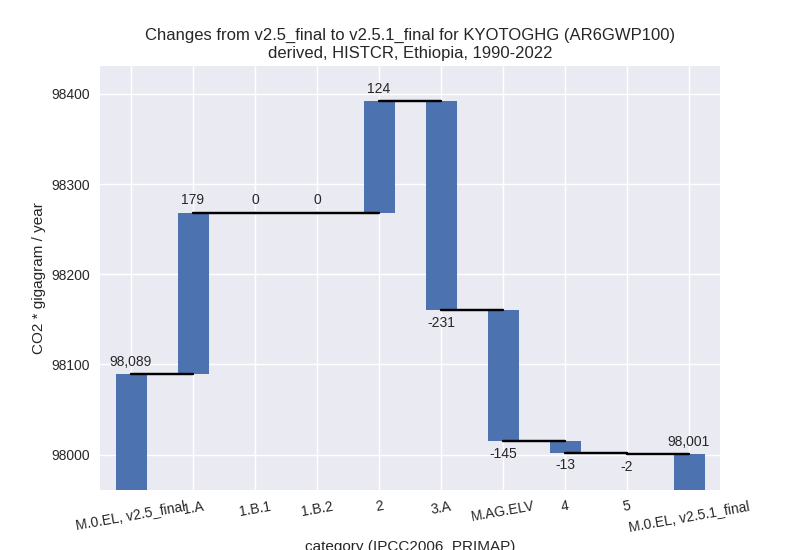 Changes from v2.5_final to v2.5.1_final for KYOTOGHG (AR6GWP100)
derived, HISTCR, Ethiopia, 1990-2022
CO2 * gigagram / year
98400
98300
98200
98100
98000
98,089
179
0
0
124
-231
-145
-13
-2
98,001
M.0.EL, v2.5_final
1.A
1.B.1
1.B.2
2
3.A
M.AG.ELV
4
5
M.0.EL, v2.5.1_final
category (IPCC2006_PRIMAP)